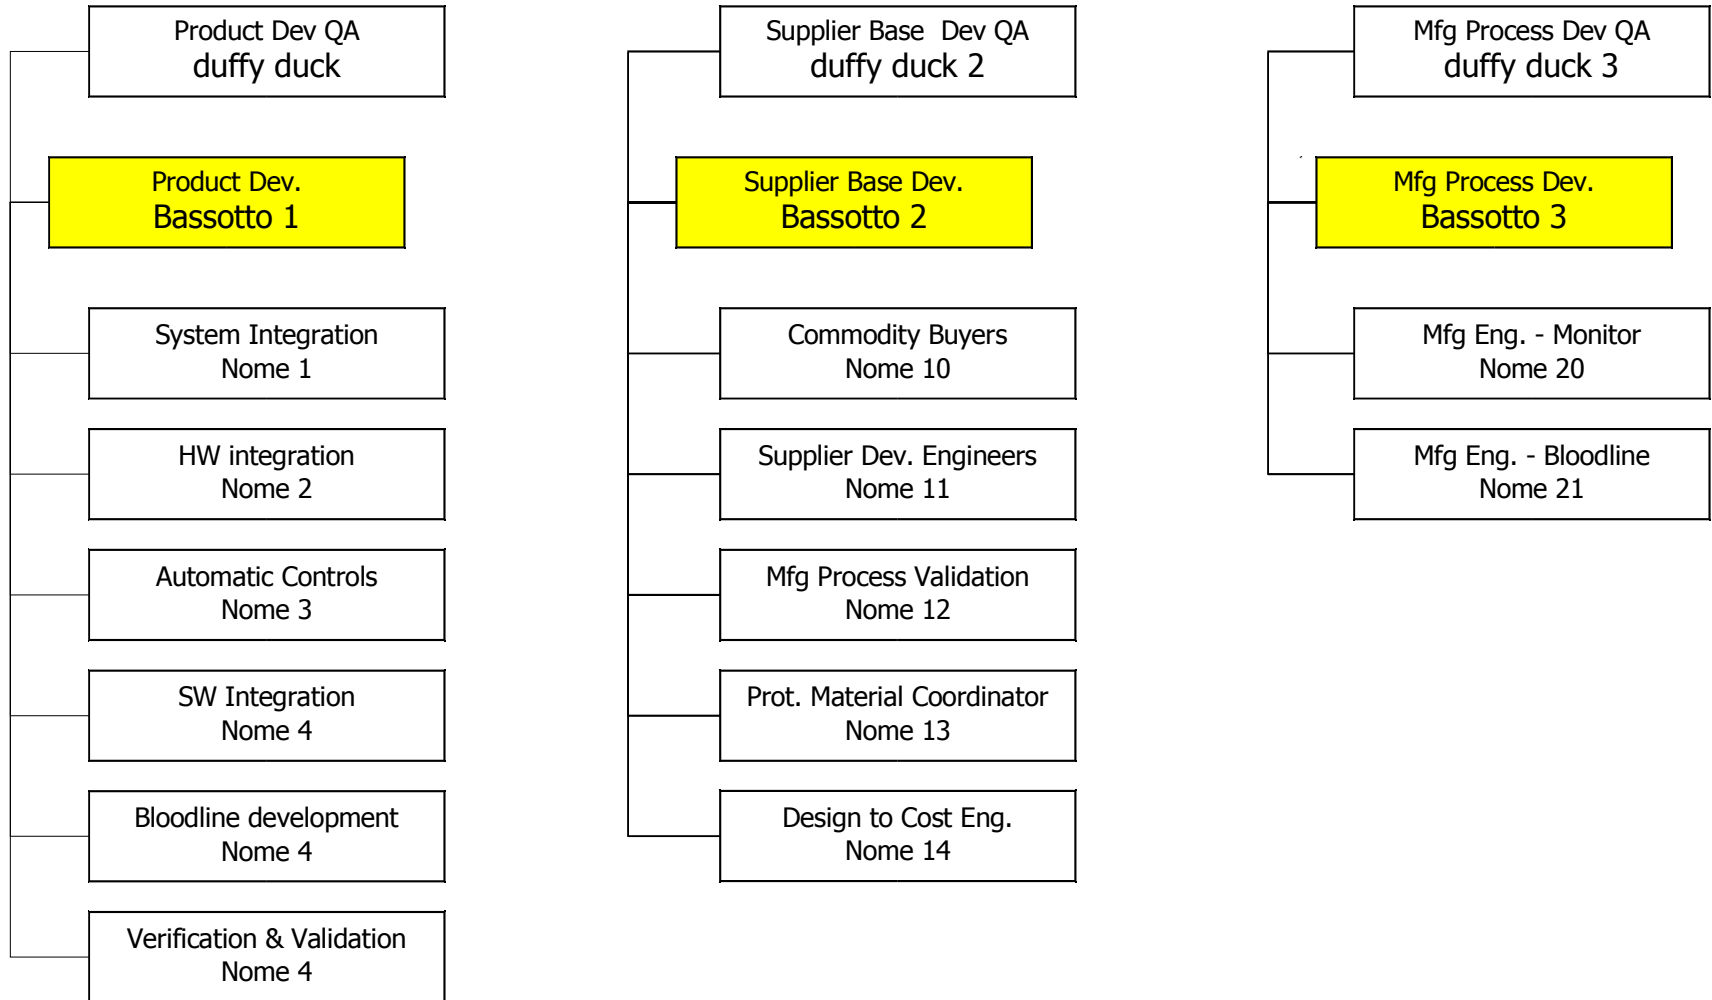 Product Dev QA
duffy duck
Product Dev.
Bassotto 1
System Integration
Nome 1
HW integration
Nome 2
Automatic Controls
Nome 3
SW Integration
Nome 4
Bloodline development
Nome 4
Verification & Validation
Nome 4
Supplier Base  Dev QA
duffy duck 2
Supplier Base Dev.
Bassotto 2
Commodity Buyers
Nome 10
Supplier Dev. Engineers
Nome 11
Mfg Process Validation
Nome 12
Prot. Material Coordinator
Nome 13
Design to Cost Eng.
Nome 14
Mfg Process Dev QA
duffy duck 3
Mfg Process Dev.
Bassotto 3
Mfg Eng. - Monitor
Nome 20
Mfg Eng. - Bloodline
Nome 21